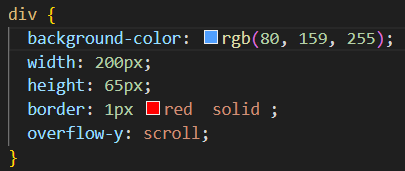 div {
    background-color: rgb(80, 159, 255);
    width: 200px;
    height: 65px;
    border: 1px red  solid ;
    overflow-y: scroll;
}